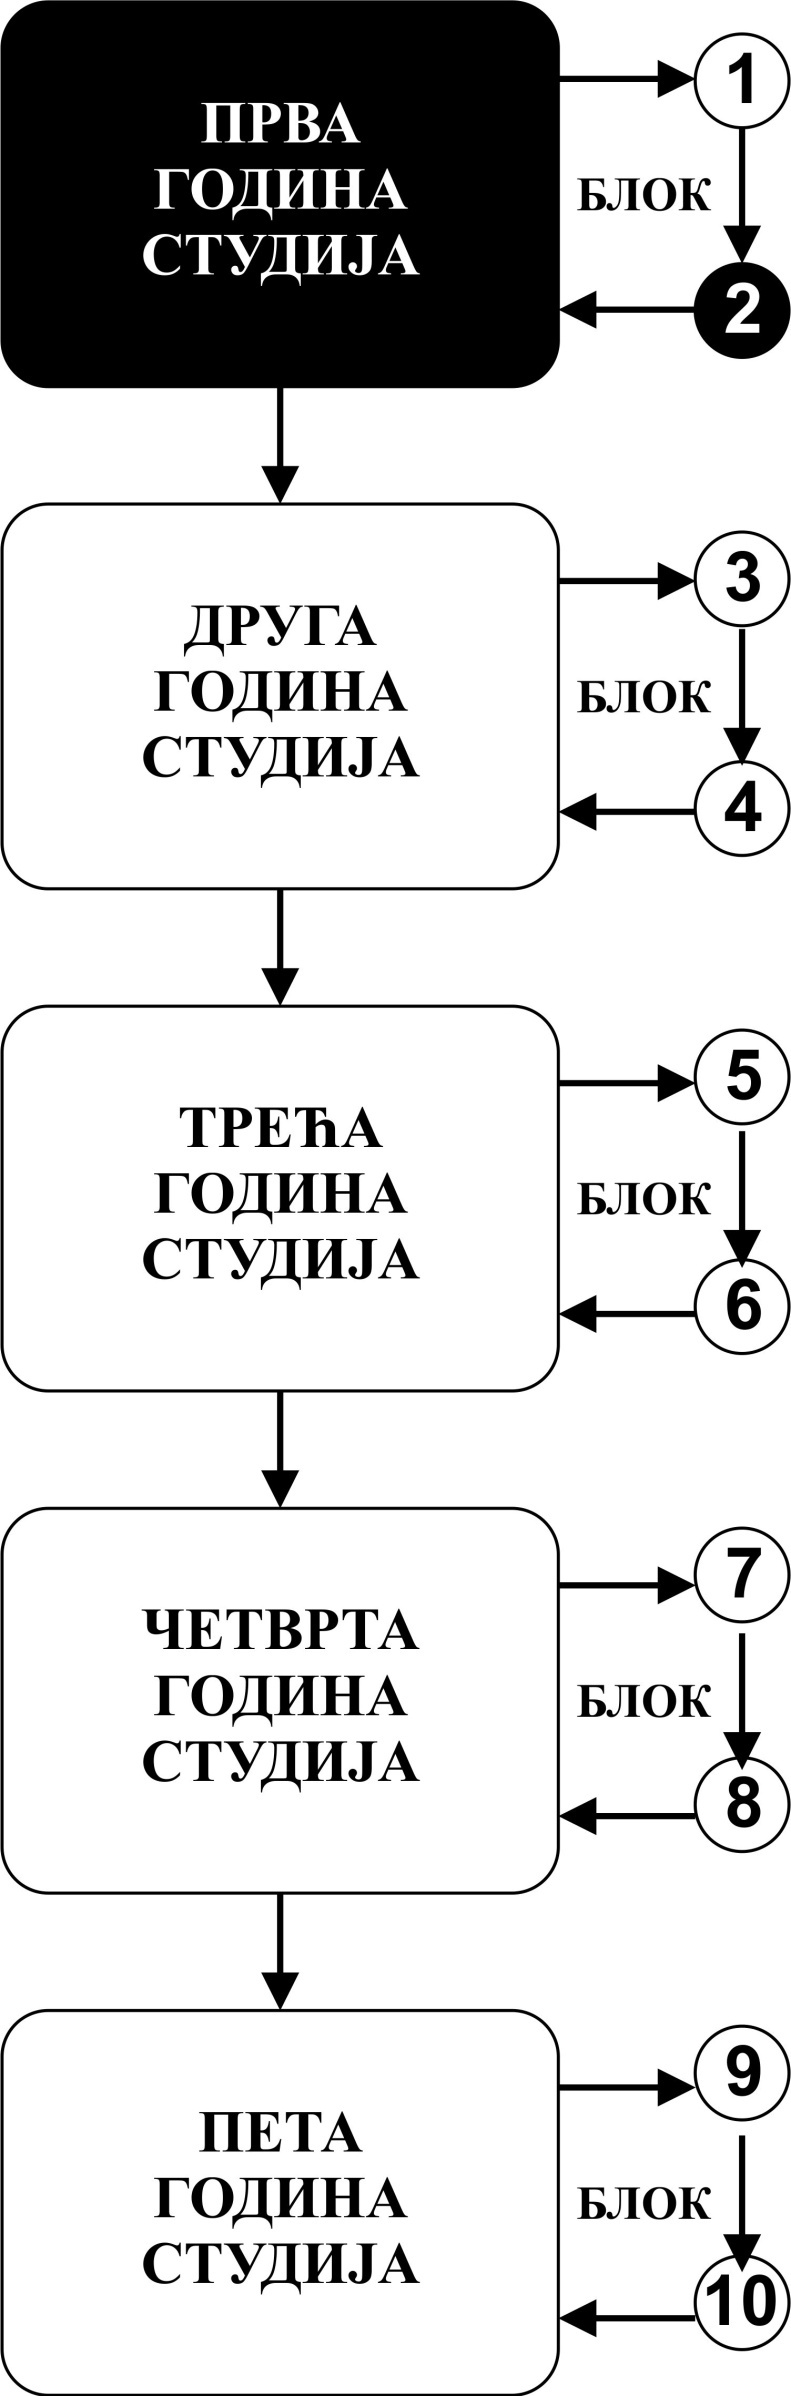 ПРВА
ГОДИНА
СТУДИЈА
1
БЛОК
2
ДРУГА
ГОДИНА
СТУДИЈА
3
БЛОК
4
ТРЕЋА
ГОДИНА
СТУДИЈА
5
БЛОК
6
ЧЕТВРТА
ГОДИНА
СТУДИЈА
7
БЛОК
8
ПЕТА
ГОДИНА
СТУДИЈА
9
БЛОК
10